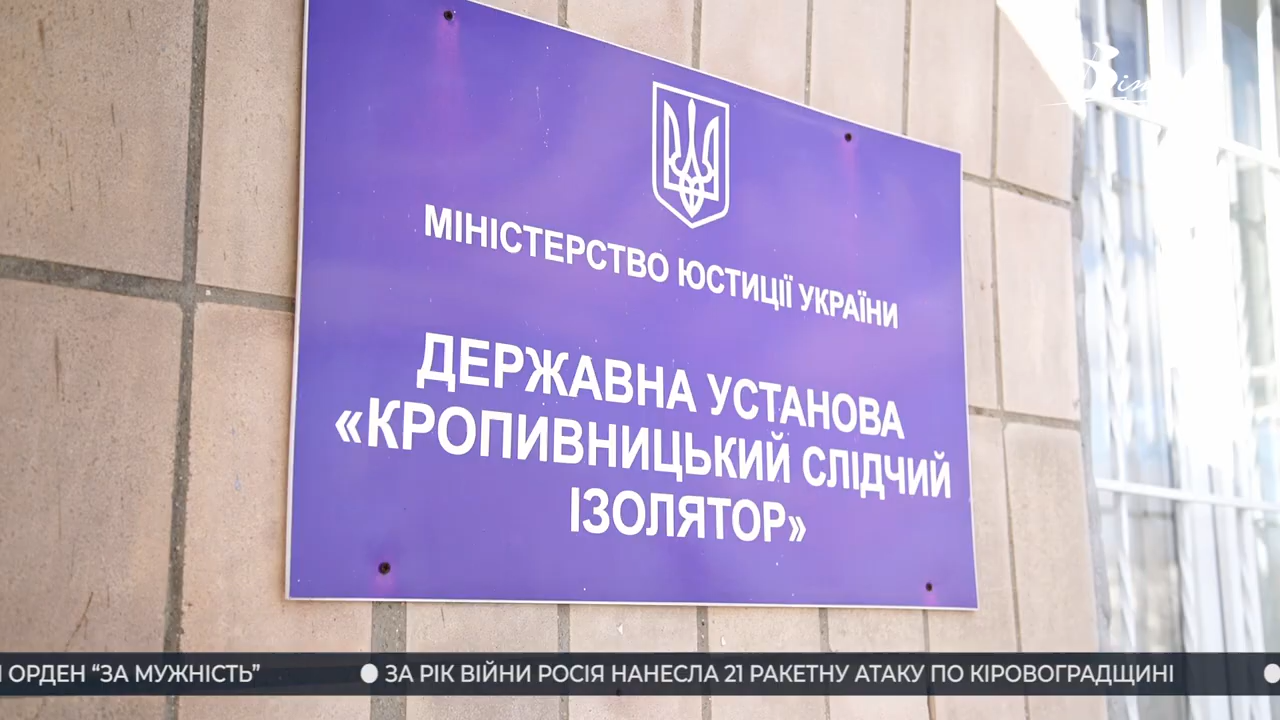 МІНІСТЕРСТВО ЮСТИЦІЇ УКРАЇНИ
ДЕРЖАВНА УСТАНОВА
«КРОПИВНИЦЬКИЙ СЛІДЧИЙ
ІЗОЛЯТОР»
ОРДЕН “ЗА МУЖНІСТЬ” ● ЗА РІК ВІЙНИ РОСІЯ НАНЕСЛА 21 РАКЕТНУ АТАКУ ПО КІРОВОГРАДЩИНІ ●